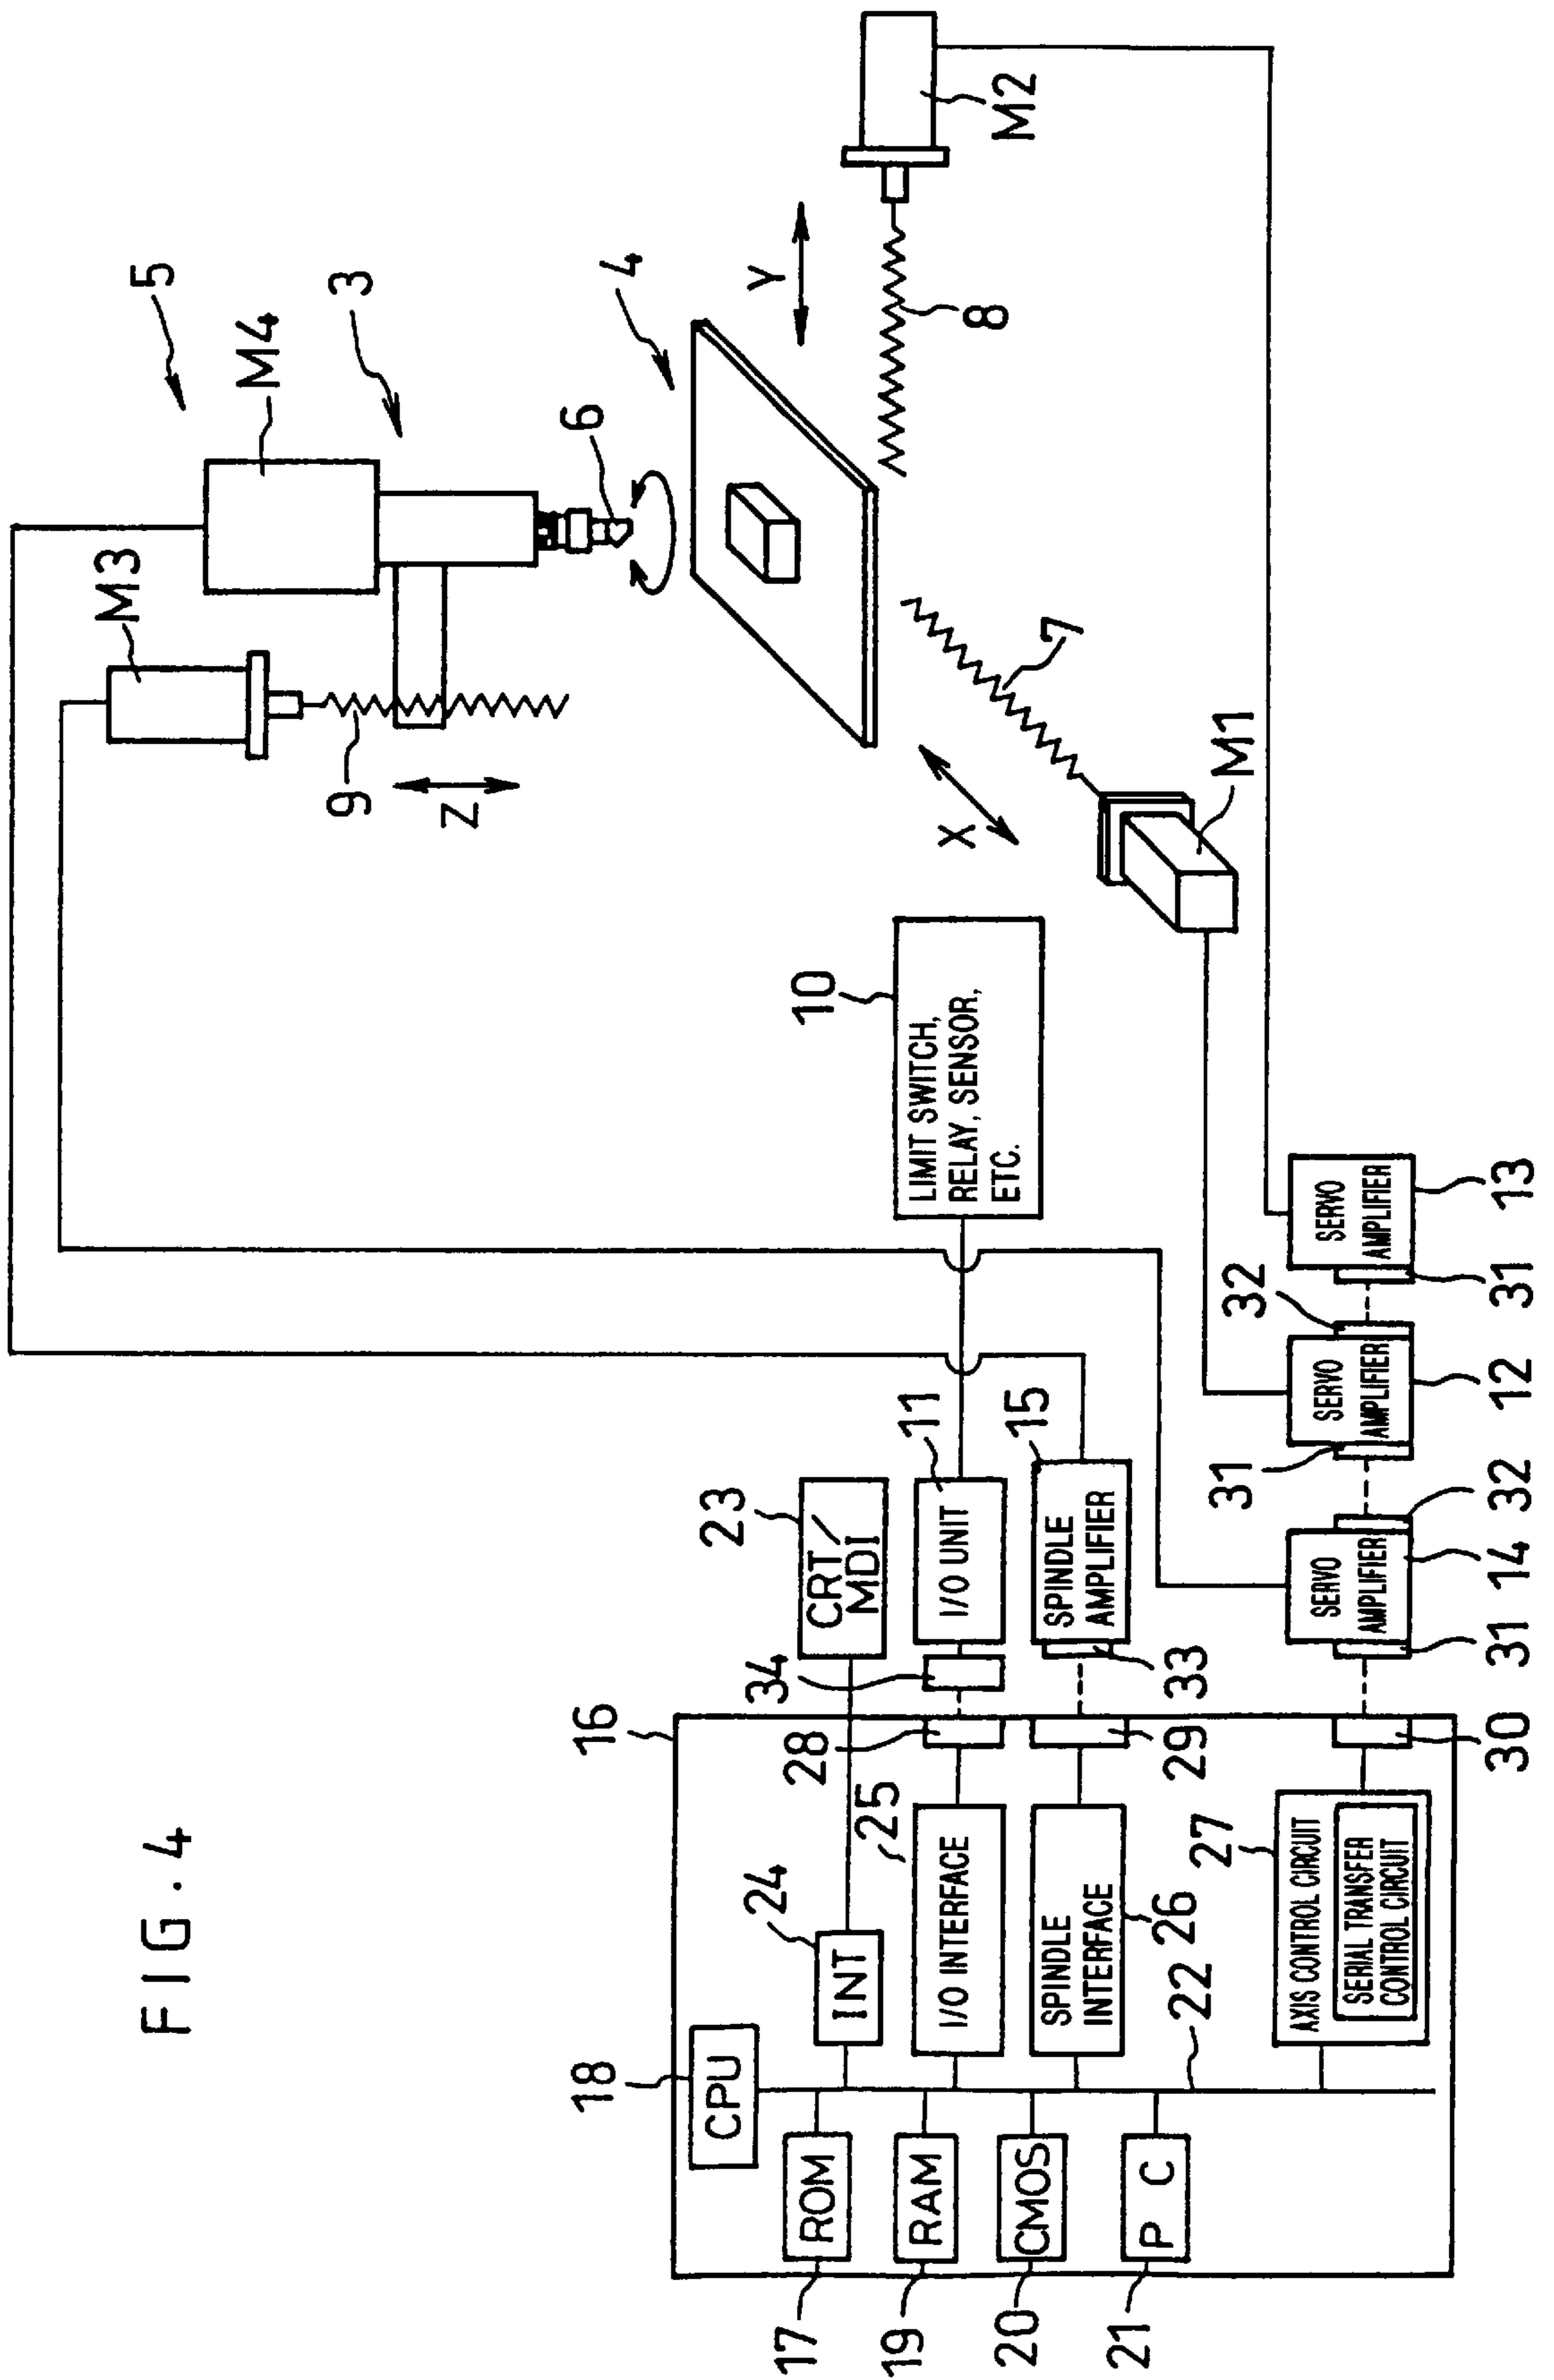 FIG. 4
5
M4
3
M3
6
4
9
Z
Y
8
M2
7
X
M1
10
LIMIT SWITCH,
RELAY, SENSOR,
ETC.
16
18
CPU
17
ROM
19
RAM
20
CMOS
21
P C
24
INT
23
CRT/
MDI
25
I/O INTERFACE
28
34
11
I/O UNIT
SPINDLE
INTERFACE
26
29
33
15
SPINDLE
AMPLIFIER
22
27
AXIS CONTROL CIRCUIT
SERIAL TRANSFER
CONTROL CIRCUIT
30
31
SERVO
AMPLIFIER
14
32
31
SERVO
AMPLIFIER
12
32
31
SERVO
AMPLIFIER
13